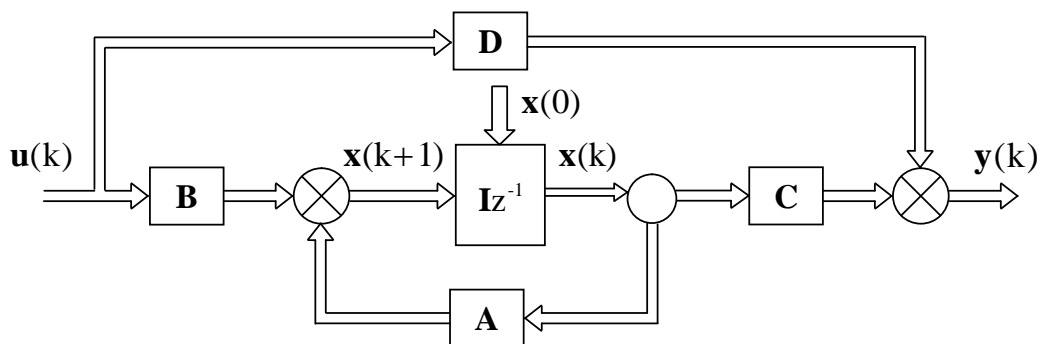 D
x(0)
u(k)
x(k+1)
x(k)
y(k)
B
Iz⁻¹
C
A